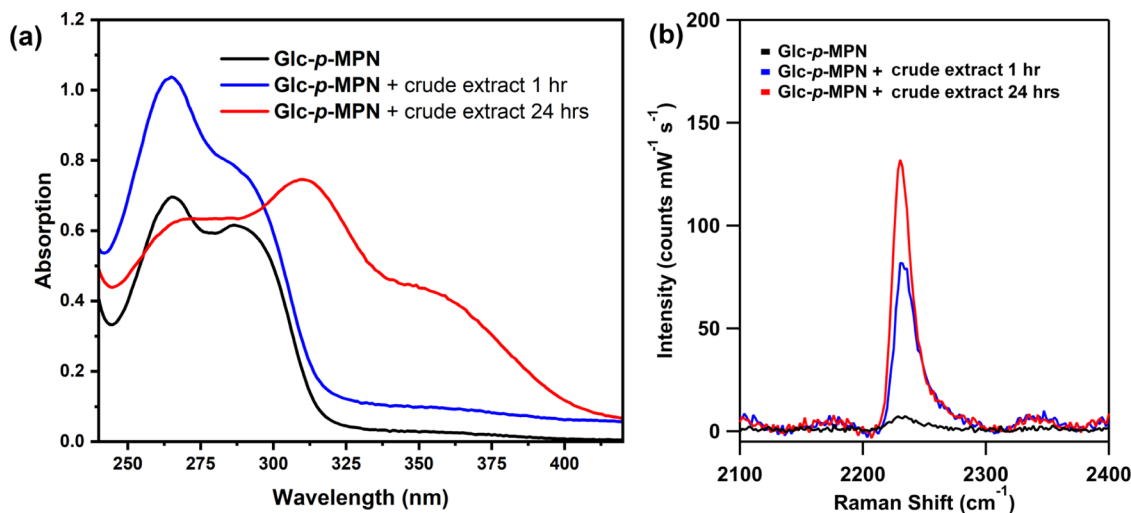 (a)
Glc-p-MPN
Glc-p-MPN + crude extract 1 hr
Glc-p-MPN + crude extract 24 hrs
1.2
1.0
0.8
0.6
0.4
0.2
0.0
Absorption
250 275 300 325 350 375 400
Wavelength (nm)
(b)
Glc-p-MPN
Glc-p-MPN + crude extract 1 hr
Glc-p-MPN + crude extract 24 hrs
200
150
100
50
0
Intensity (counts mW⁻¹ s⁻¹)
2100 2200 2300 2400
Raman Shift (cm⁻¹)